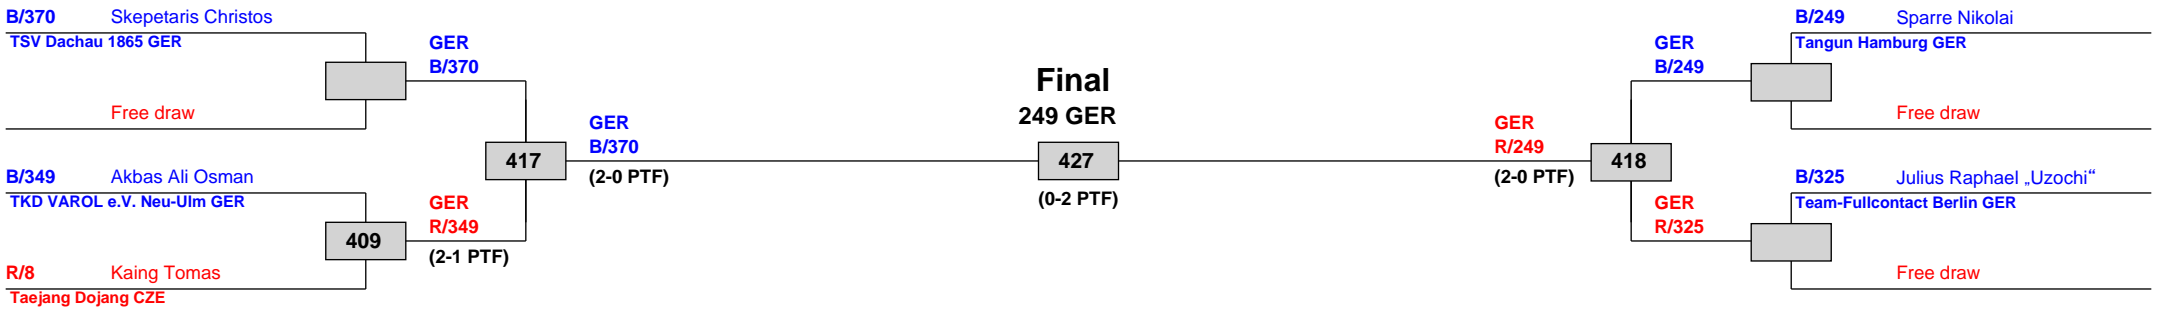 B/370 Skepetaris Christos
TSV Dachau 1865 GER
Free draw
GER
B/370
B/349 Akbas Ali Osman
TKD VAROL e.V. Neu-Ulm GER
409
R/8 Kaing Tomas
Taejang Dojang CZE
GER
R/349
(2-1 PTF)
417
GER
B/370
(2-0 PTF)
Final
249 GER
427
(0-2 PTF)
GER
R/249
(2-0 PTF)
418
GER
B/249
GER
R/325
B/249 Sparre Nikolai
Tangun Hamburg GER
Free draw
B/325 Julius Raphael „Uzochi“
Team-Fullcontact Berlin GER
Free draw